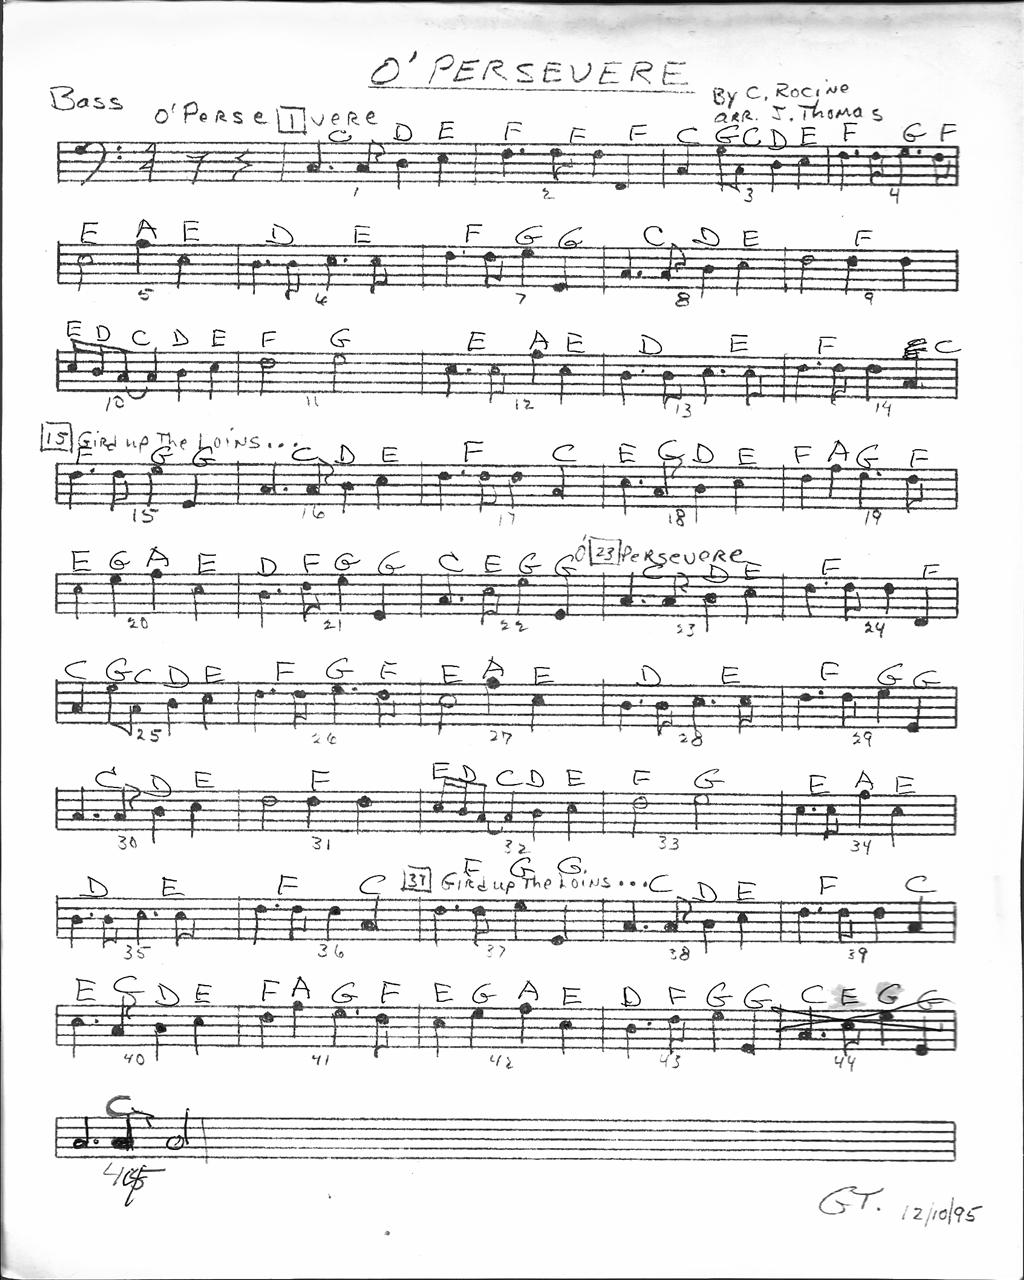 O' PERSEVERE
Bass
By C. Rocine
arr. J. Thomas
O' Perse 1 vere
C D E F F F C G C D E F G F
1 2 3 4
E A E D E F G G C D E F
5 6 7 8 9
E D C D E F G E A E D E F C
10 11 12 13 14
15 Gird up The Loins...
F G G C D E F C E G D E F A G F
15 16 17 18 19
O' 23 Persevere
E G A E D F G G C E G G C D E F F
20 21 22 23 24
C G C D E F G F E A E D E F G G
25 26 27 28 29
C D E F E D C D E F G E A E
30 31 32 33 34
37 Gird up The Loins...
D E F C F G G C D E F C
35 36 37 38 39
E C D E F A G F E G A E D F G G C E G G
40 41 42 43 44
C
GT. 12/10/95